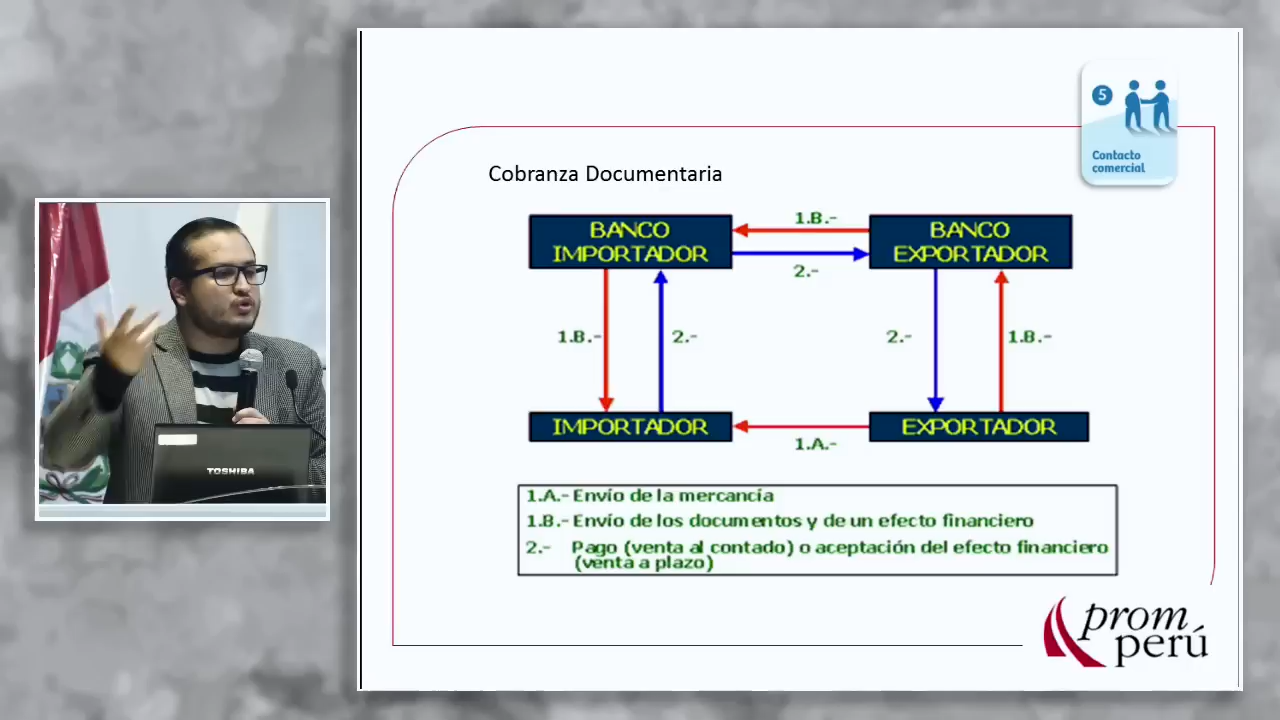 5
Contacto
comercial
Cobranza Documentaria
BANCO
IMPORTADOR
1.B.-
2.-
BANCO
EXPORTADOR
1.B.-
2.-
2.-
1.B.-
IMPORTADOR
1.A.-
EXPORTADOR
1.A.- Envío de la mercancía
1.B.- Envío de los documentos y de un efecto financiero
2.- Pago (venta al contado) o aceptación del efecto financiero
(venta a plazo)
prom
perú
TOSHIBA